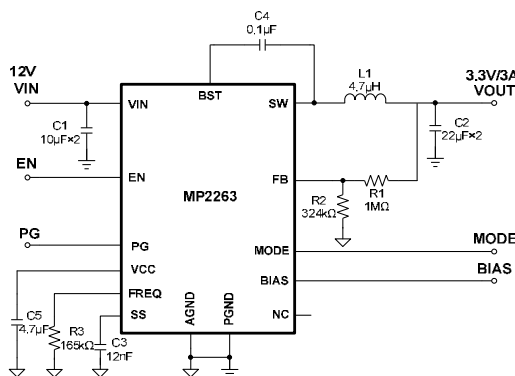 C4
0.1µF
12V
VIN
VIN
BST
SW
L1
4.7µH
3.3V/3A
VOUT
C1
10µF×2
C2
22µF×2
EN
EN
MP2263
FB
R1
1MΩ
R2
324kΩ
PG
PG
MODE
MODE
VCC
BIAS
BIAS
FREQ
SS
AGND
PGND
NC
C5
4.7µF
R3
165kΩ
C3
12nF